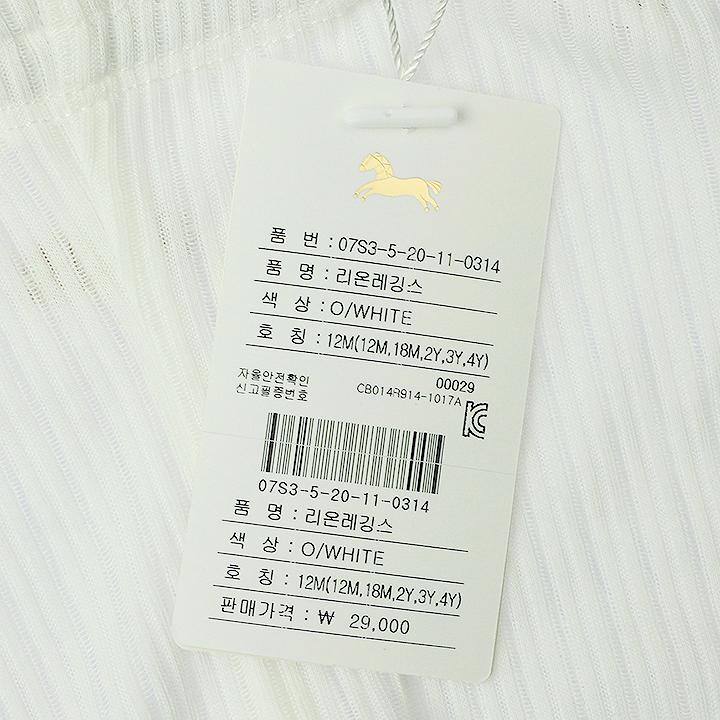 품 번 : 07S3-5-20-11-0314
품 명 : 리온레깅스
색 상 : O/WHITE
호 칭 : 12M(12M,18M,2Y,3Y,4Y)
00029
자율안전확인
신고필증번호 CB014R914-1017A
07S3-5-20-11-0314
품 명 : 리온레깅스
색 상 : O/WHITE
호 칭 : 12M(12M,18M,2Y,3Y,4Y)
판매가격 : ₩ 29,000